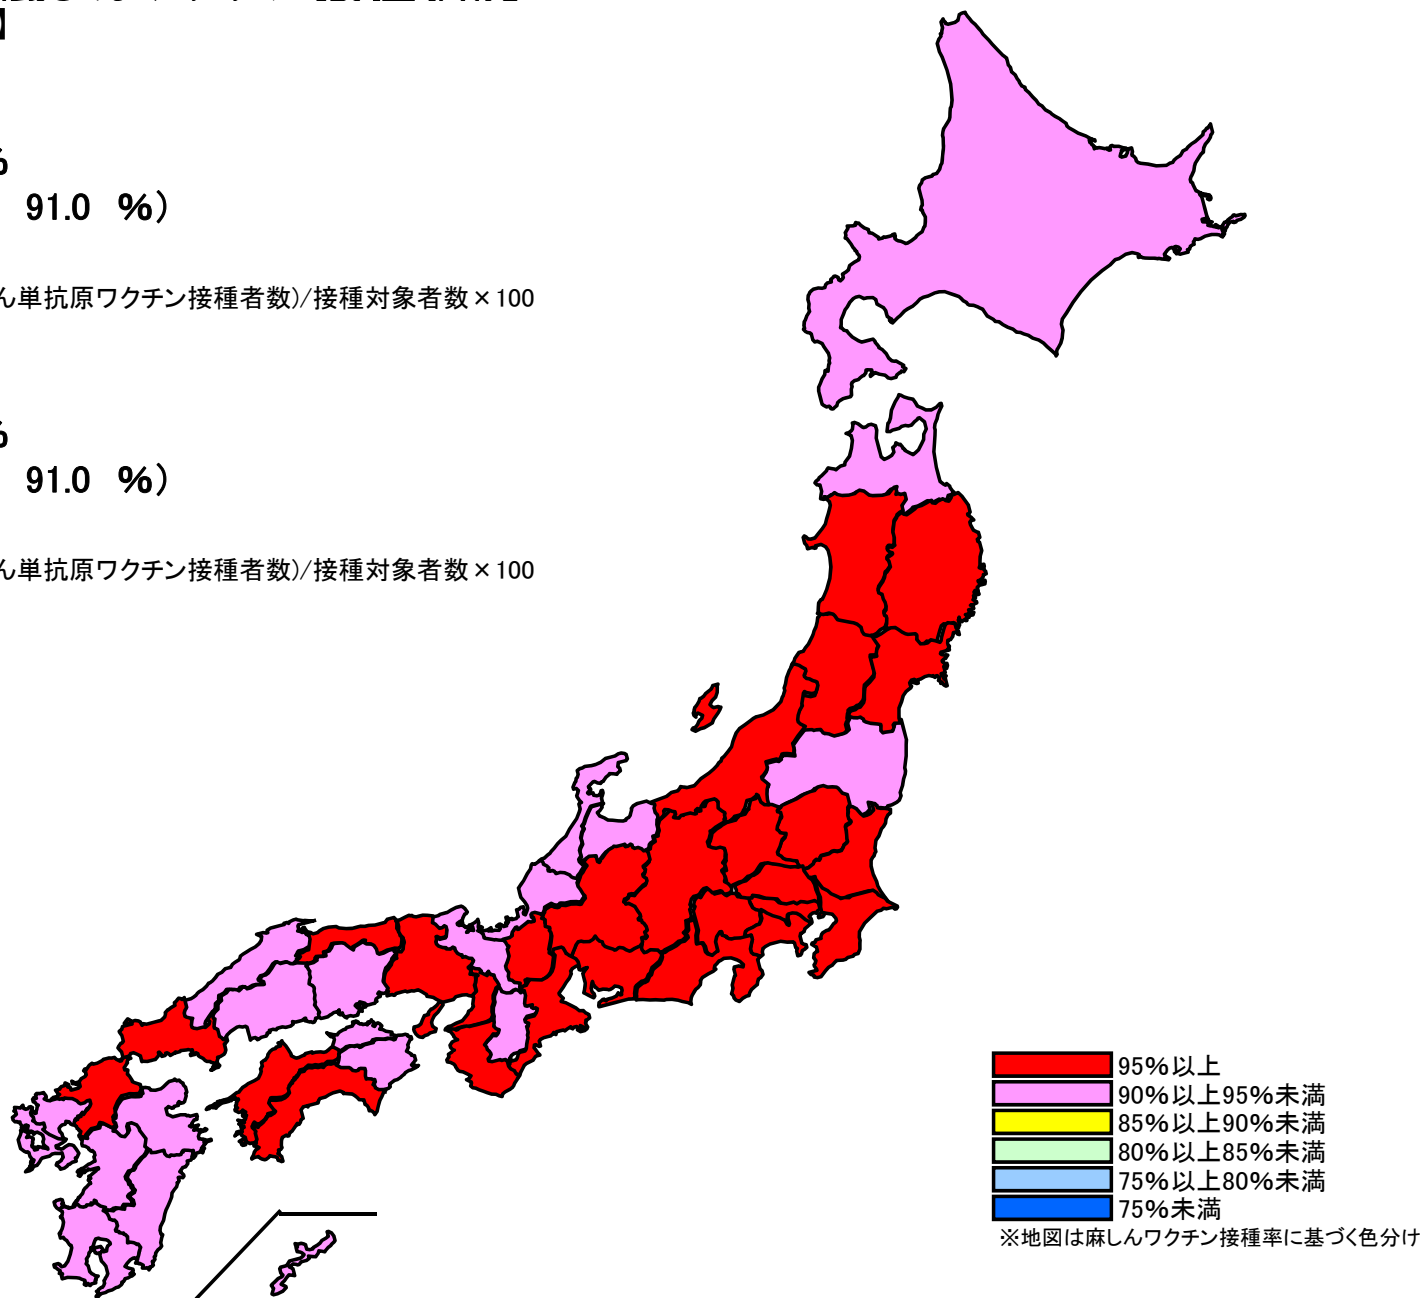 】
%
91.0 %)
ん単抗原ワクチン接種者数)/接種対象者数×100
%
91.0 %)
ん単抗原ワクチン接種者数)/接種対象者数×100
95%以上
90%以上95%未満
85%以上90%未満
80%以上85%未満
75%以上80%未満
75%未満
※地図は麻しんワクチン接種率に基づく色分け